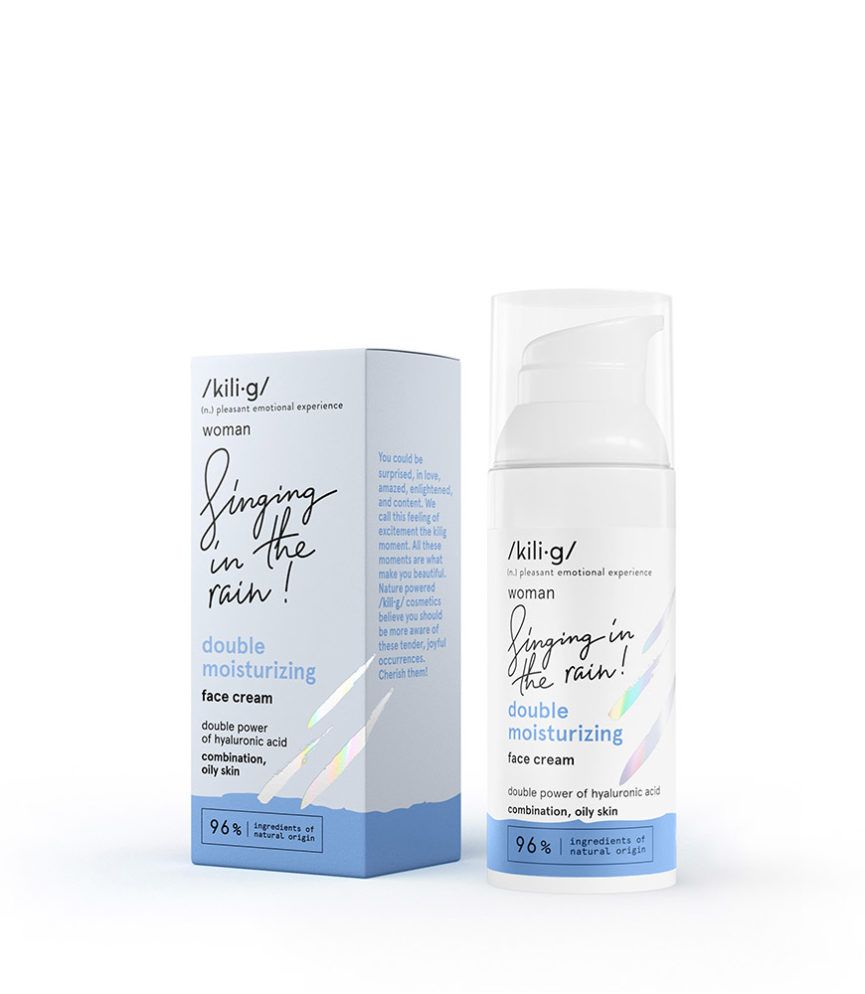 /kili·g/
(n.) pleasant emotional experience
woman
Singing
in the
rain!
double
moisturizing
face cream
double power
of hyaluronic acid
combination,
oily skin
96% | ingredients of
natural origin
You could be
surprised, in love,
amazed, enlightened,
and content. We
call this feeling of
excitement the kilig
moment. All these
moments are what
make you beautiful.
Nature powered
/kili·g/ cosmetics
believe you should
be more aware of
these tender, joyful
occurrences.
Cherish them!
/kili·g/
(n.) pleasant emotional experience
woman
Singing in
the rain!
double
moisturizing
face cream
double power of hyaluronic acid
combination, oily skin
96% | ingredients of
natural origin